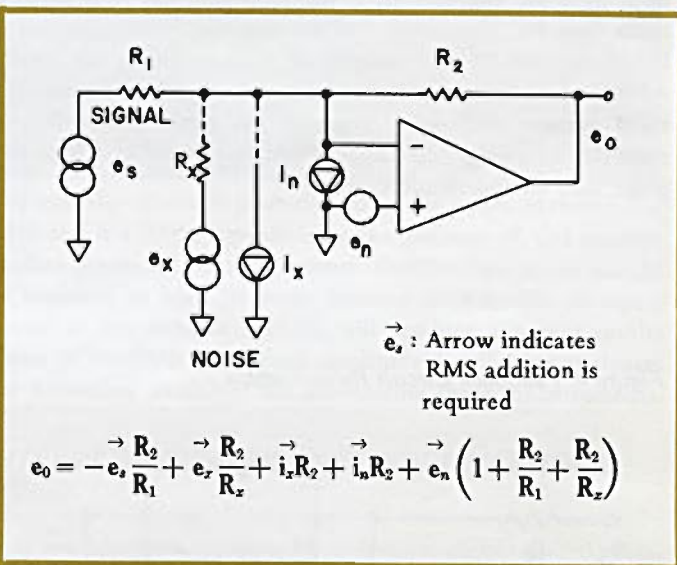 R₁
R₂
SIGNAL
eₛ
Rₓ
eₓ
Iₓ
Iₙ
−
+
eₙ
e₀
NOISE
e⃗ₛ : Arrow indicates
RMS addition is
required
e₀ = −e⃗ₛ R₂/R₁ + e⃗ₓ R₂/Rₓ + i⃗ₓR₂ + i⃗ₙR₂ + e⃗ₙ (1 + R₂/R₁ + R₂/Rₓ)